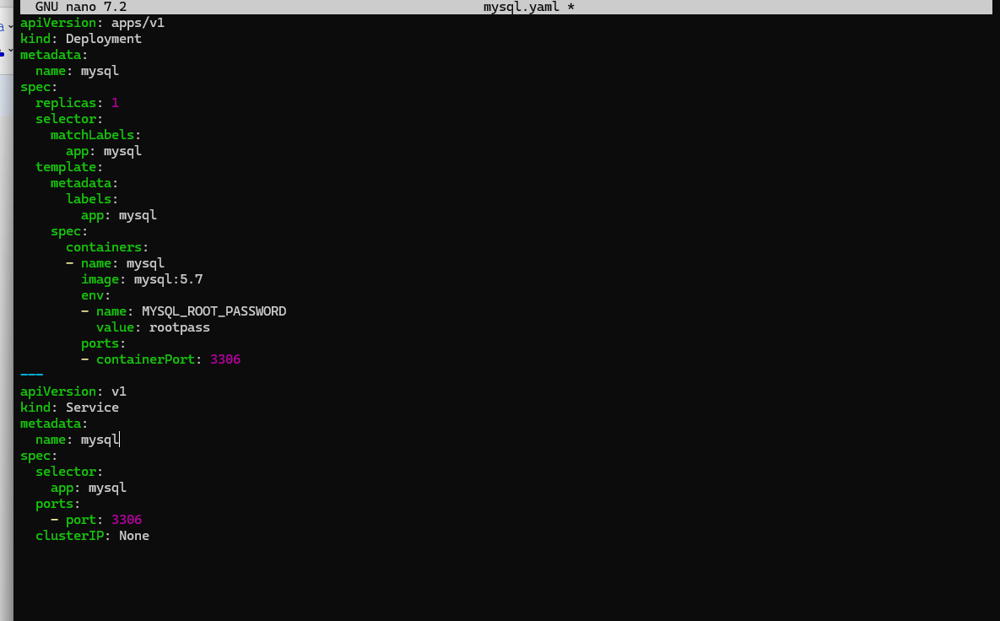 GNU nano 7.2 mysql.yaml *
apiVersion: apps/v1
kind: Deployment
metadata:
  name: mysql
spec:
  replicas: 1
  selector:
    matchLabels:
      app: mysql
  template:
    metadata:
      labels:
        app: mysql
    spec:
      containers:
      - name: mysql
        image: mysql:5.7
        env:
        - name: MYSQL_ROOT_PASSWORD
          value: rootpass
        ports:
        - containerPort: 3306
---
apiVersion: v1
kind: Service
metadata:
  name: mysql
spec:
  selector:
    app: mysql
  ports:
    - port: 3306
  clusterIP: None